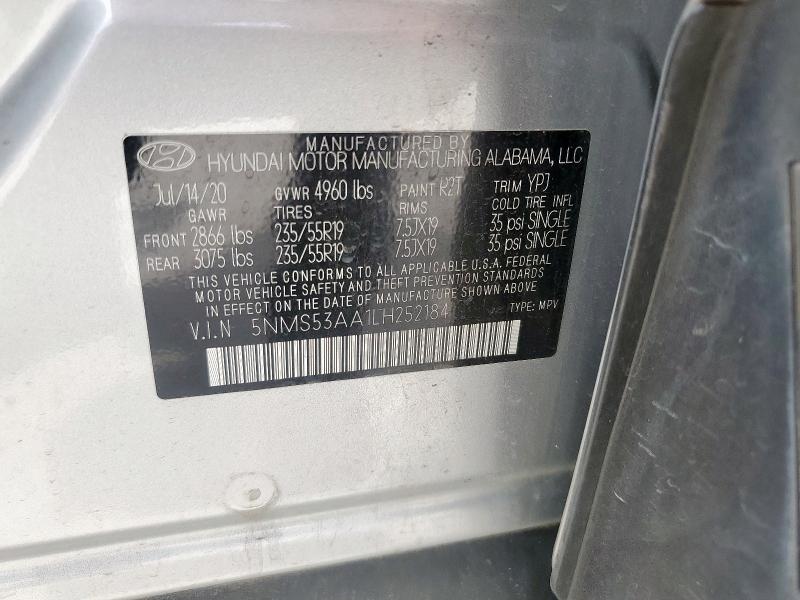 MANUFACTURED BY
HYUNDAI MOTOR MANUFACTURING ALABAMA, LLC
Jul/14/20 GVWR 4960 lbs PAINT R2T TRIM YPJ
GAWR TIRES RIMS COLD TIRE INFL
FRONT 2866 lbs 235/55R19 7.5JX19 35 psi SINGLE
REAR 3075 lbs 235/55R19 7.5JX19 35 psi SINGLE
THIS VEHICLE CONFORMS TO ALL APPLICABLE U.S.A. FEDERAL
MOTOR VEHICLE SAFETY AND THEFT PREVENTION STANDARDS
IN EFFECT ON THE DATE OF MANUFACTURE SHOWN ABOVE
V.I.N 5NMS53AA1LH252184 TYPE: MPV